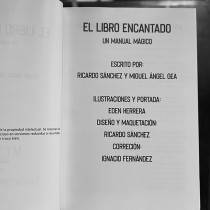 EL LIBRO ENCANTADO
UN MANUAL MÁGICO
ESCRITO POR:
RICARDO SÁNCHEZ Y MIGUEL ÁNGEL GEA
ILUSTRACIONES Y PORTADA:
EDEN HERRERA
DISEÑO Y MAQUETACIÓN:
RICARDO SÁNCHEZ
CORRECIÓN:
IGNACIO FERNÁNDEZ